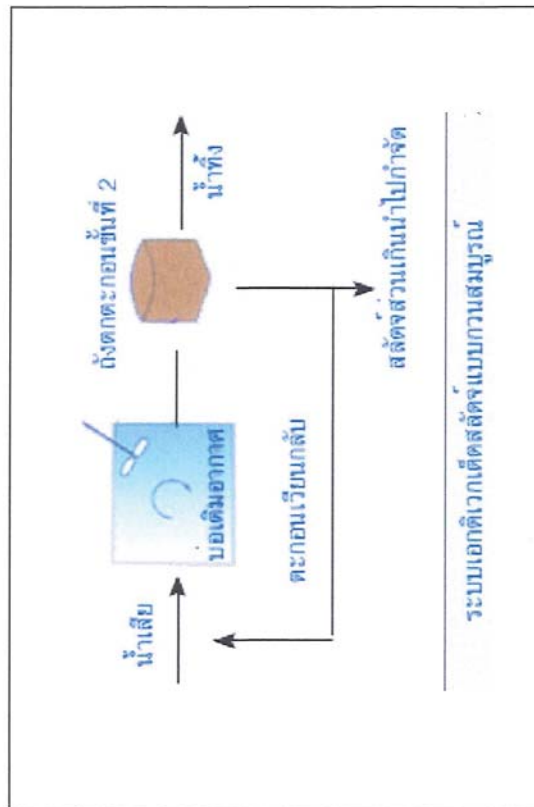 ถังตกตะกอนขั้นที่ 2
น้ำเสีย
บ่อเติมอากาศ
น้ำทิ้ง
ตะกอนเวียนกลับ
สลัดจ์ส่วนเกินนำไปกำจัด
ระบบเอกติเวกเต็ดสลัดจ์แบบกวนสมบูรณ์